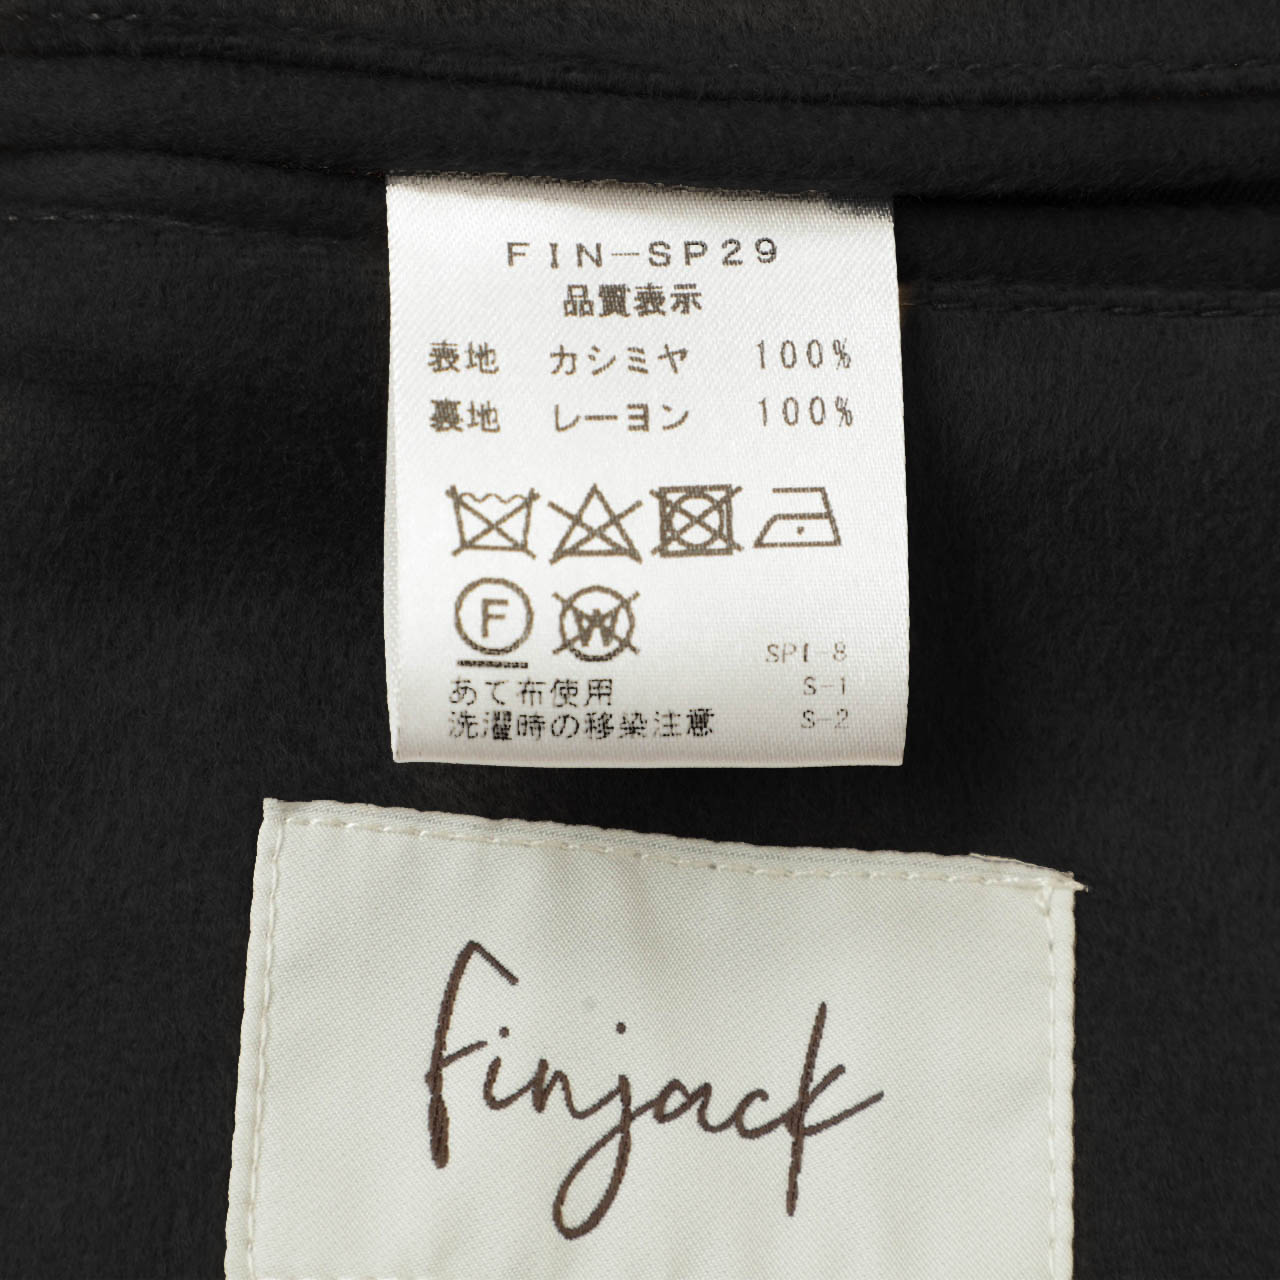 FIN-SP29
品質表示
表地 カシミヤ 100%
裏地 レーヨン 100%
F W
SPI-8
あて布使用 S-1
洗濯時の移染注意 S-2
Finjack